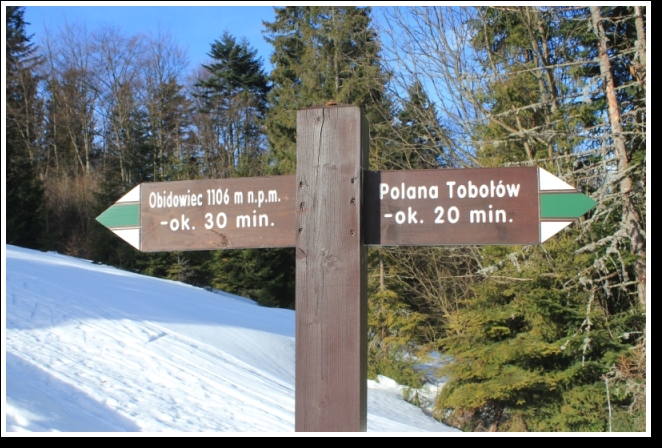 Obidowiec 1106 m n.p.m.
-ok. 30 min.
Polana Tobołów
-ok. 20 min.